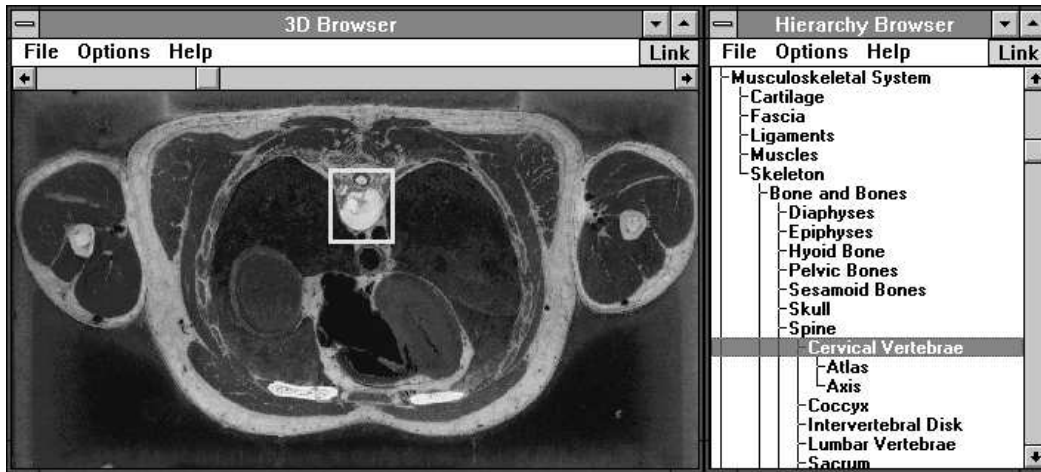 3D Browser
File Options Help Link
Hierarchy Browser
File Options Help Link
Musculoskeletal System
Cartilage
Fascia
Ligaments
Muscles
Skeleton
Bone and Bones
Diaphyses
Epiphyses
Hyoid Bone
Pelvic Bones
Sesamoid Bones
Skull
Spine
Cervical Vertebrae
Atlas
Axis
Coccyx
Intervertebral Disk
Lumbar Vertebrae
Sacrum